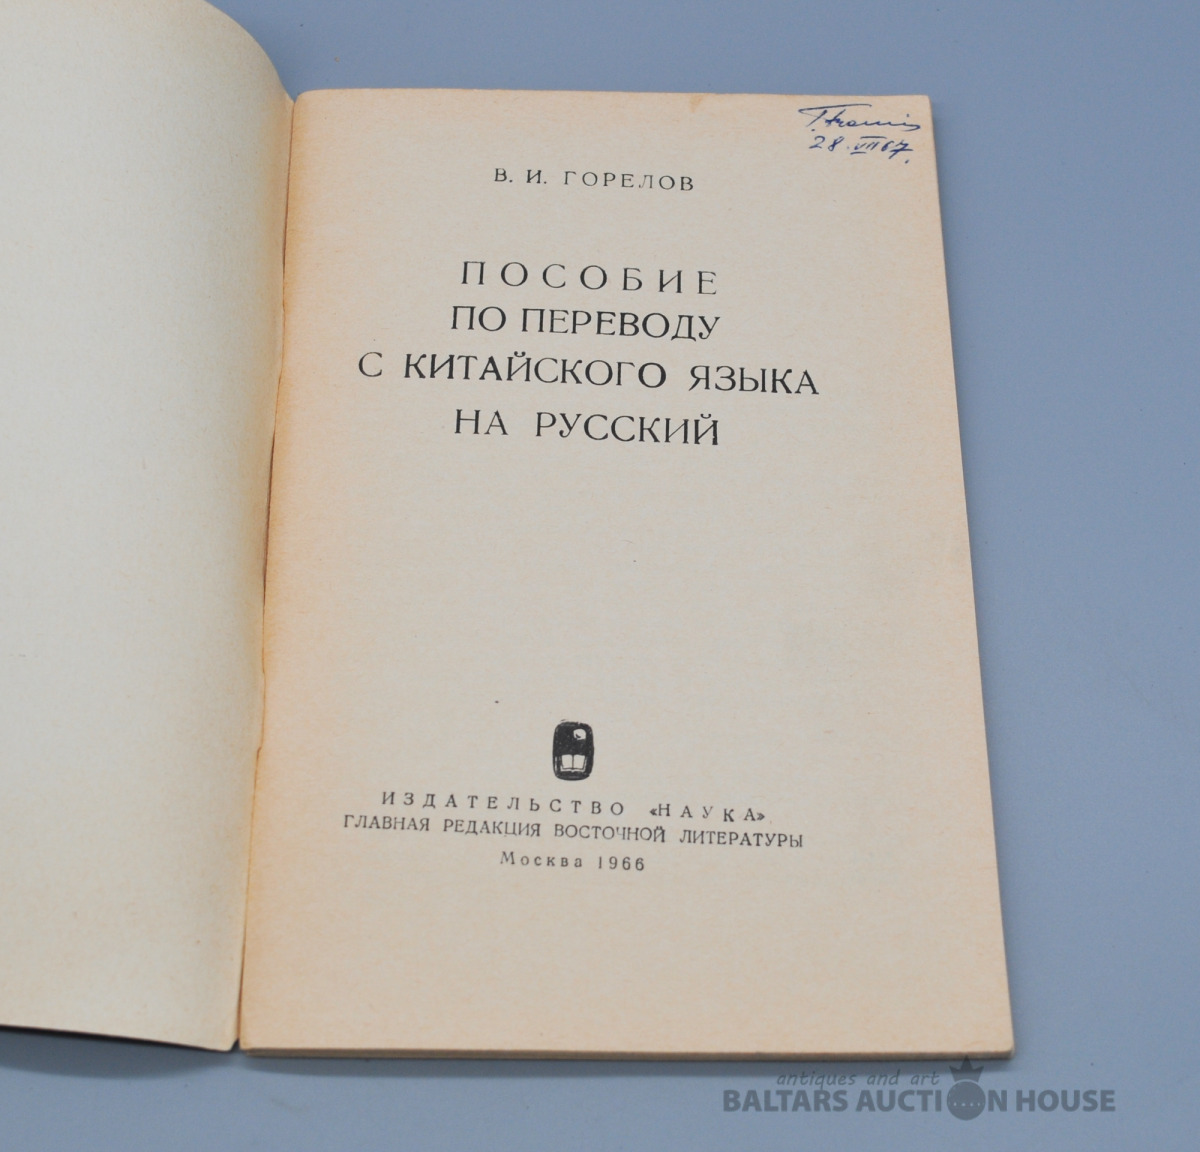 28.VII 67.
В. И. ГОРЕЛОВ
ПОСОБИЕ
ПО ПЕРЕВОДУ
С КИТАЙСКОГО ЯЗЫКА
НА РУССКИЙ
ИЗДАТЕЛЬСТВО «НАУКА»
ГЛАВНАЯ РЕДАКЦИЯ ВОСТОЧНОЙ ЛИТЕРАТУРЫ
Москва 1966
antiques and art
BALTARS AUCTION HOUSE